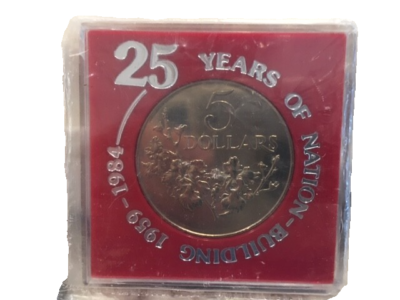 25 YEARS OF NATION-BUILDING 1959-1984
5
DOLLARS